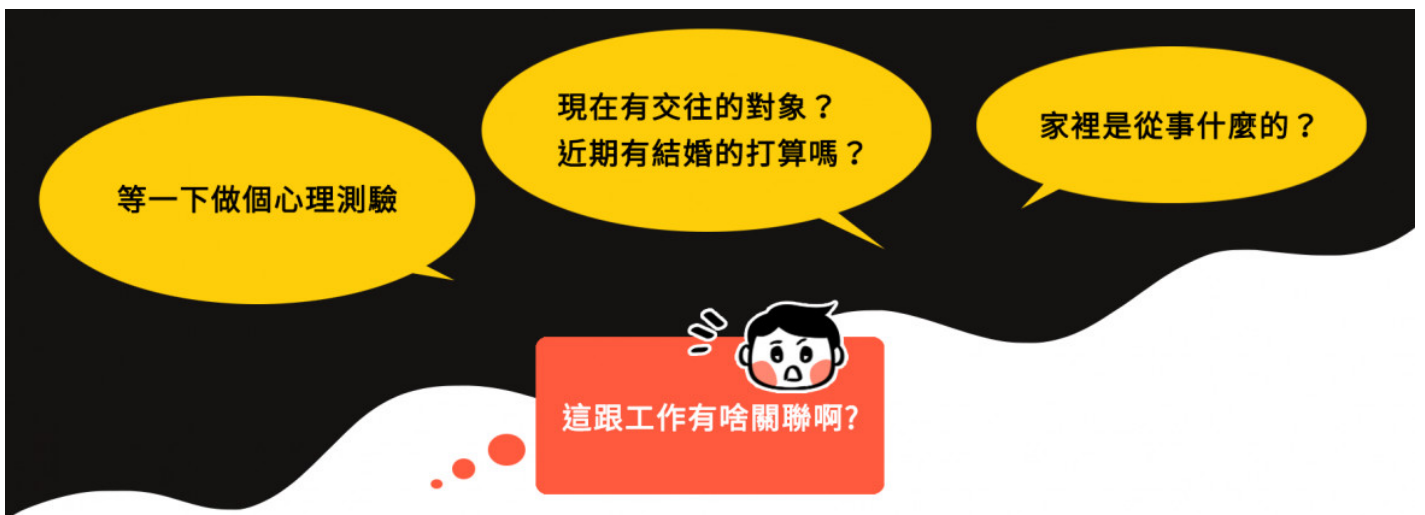 等一下做個心理測驗
現在有交往的對象？
近期有結婚的打算嗎？
家裡是從事什麼的？
這跟工作有啥關聯啊?